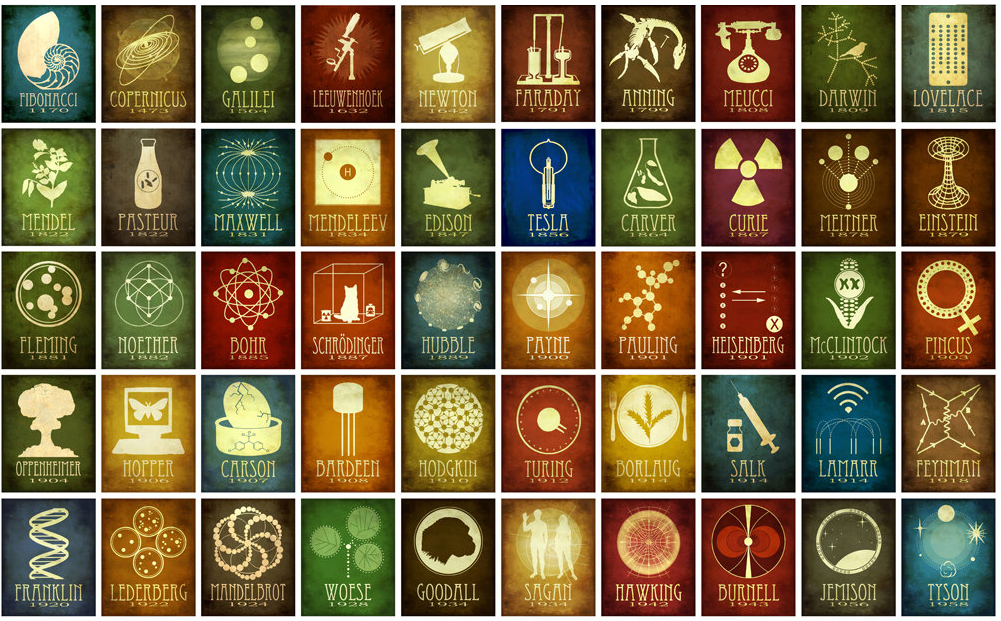 FIBONACCI
1170
COPERNICUS
1473
GALILEI
1564
LEEUWENHOEK
1632
NEWTON
1642
FARADAY
1791
ANNING
1799
MEUCCI
1808
DARWIN
1809
LOVELACE
1815
MENDEL
1822
PASTEUR
1822
MAXWELL
1831
H
MENDELEEV
1834
EDISON
1847
TESLA
1856
CARVER
1864
CURIE
1867
MEITNER
1878
EINSTEIN
1879
FLEMING
1881
NOETHER
1882
BOHR
1885
SCHRÖDINGER
1887
HUBBLE
1889
PAYNE
1900
PAULING
1901
?
X
HEISENBERG
1901
XX
McCLINTOCK
1902
PINCUS
1903
OPPENHEIMER
1904
HOPPER
1906
CARSON
1907
BARDEEN
1908
HODGKIN
1910
TURING
1912
BORLAUG
1914
SALK
1914
LAMARR
1914
FEYNMAN
1918
FRANKLIN
1920
LEDERBERG
1922
MANDELBROT
1924
WOESE
1928
GOODALL
1934
SAGAN
1934
HAWKING
1942
BURNELL
1943
JEMISON
1956
TYSON
1958